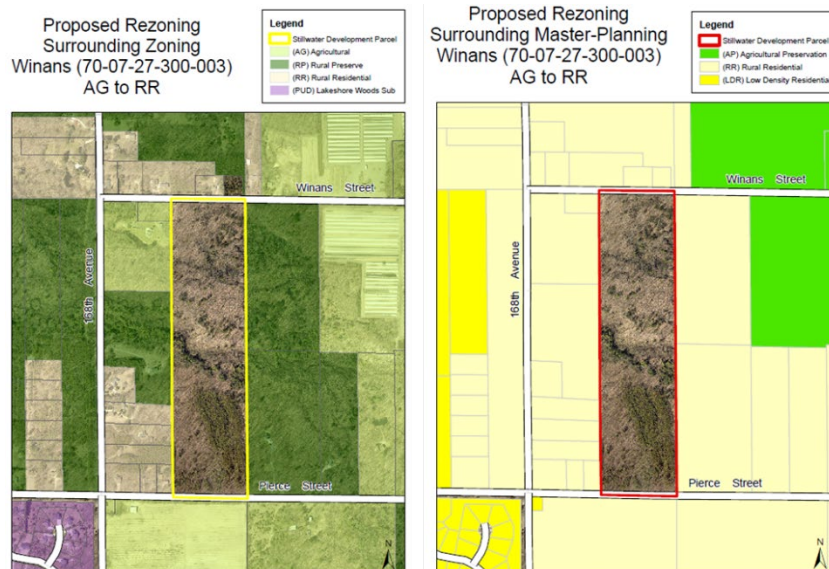 Proposed Rezoning
Surrounding Zoning
Winans (70-07-27-300-003)
AG to RR
Legend
Stillwater Development Parcel
(AG) Agricultural
(RP) Rural Preserve
(RR) Rural Residential
(PUD) Lakeshore Woods Sub
Winans Street
168th Avenue
Pierce Street
N
Proposed Rezoning
Surrounding Master-Planning
Winans (70-07-27-300-003)
AG to RR
Legend
Stillwater Development Parcel
(AP) Agricultural Preservation
(RR) Rural Residential
(LDR) Low Density Residential
Winans Street
168th Avenue
Pierce Street
N